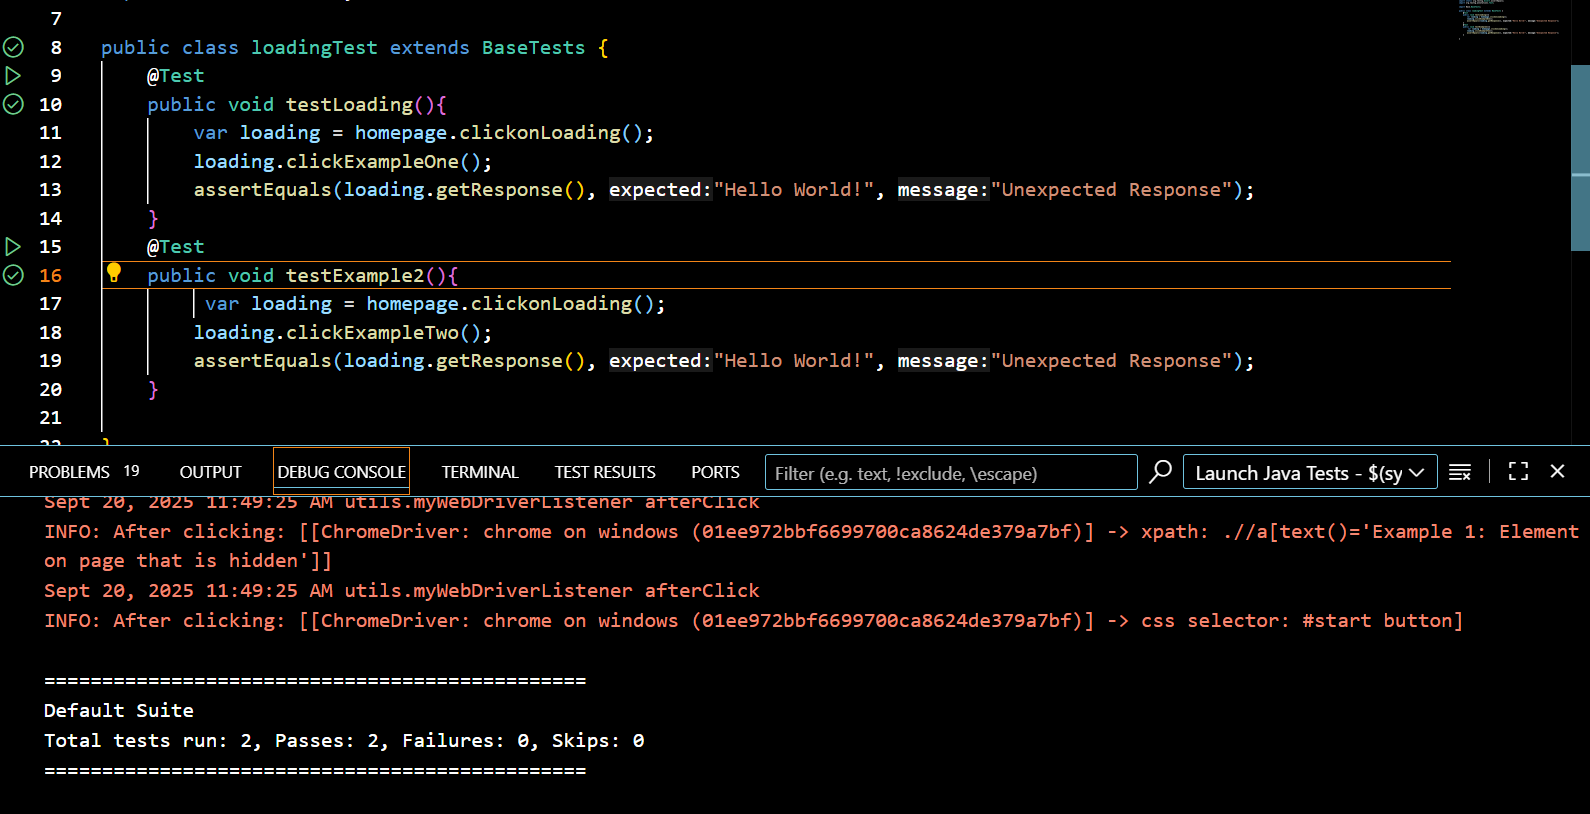 7
8 public class loadingTest extends BaseTests {
9 @Test
10 public void testLoading(){
11 var loading = homepage.clickonLoading();
12 loading.clickExampleOne();
13 assertEquals(loading.getResponse(), expected:"Hello World!", message:"Unexpected Response");
14 }
15 @Test
16 public void testExample2(){
17 var loading = homepage.clickonLoading();
18 loading.clickExampleTwo();
19 assertEquals(loading.getResponse(), expected:"Hello World!", message:"Unexpected Response");
20 }
21
22 }
PROBLEMS 19 OUTPUT DEBUG CONSOLE TERMINAL TEST RESULTS PORTS Filter (e.g. text, !exclude, \escape) Launch Java Tests - $(sy
Sept 20, 2025 11:49:25 AM utils.myWebDriverListener afterClick
INFO: After clicking: [[ChromeDriver: chrome on windows (01ee972bbf6699700ca8624de379a7bf)] -> xpath: .//a[text()='Example 1: Element
on page that is hidden']]
Sept 20, 2025 11:49:25 AM utils.myWebDriverListener afterClick
INFO: After clicking: [[ChromeDriver: chrome on windows (01ee972bbf6699700ca8624de379a7bf)] -> css selector: #start button]
===============================================
Default Suite
Total tests run: 2, Passes: 2, Failures: 0, Skips: 0
===============================================